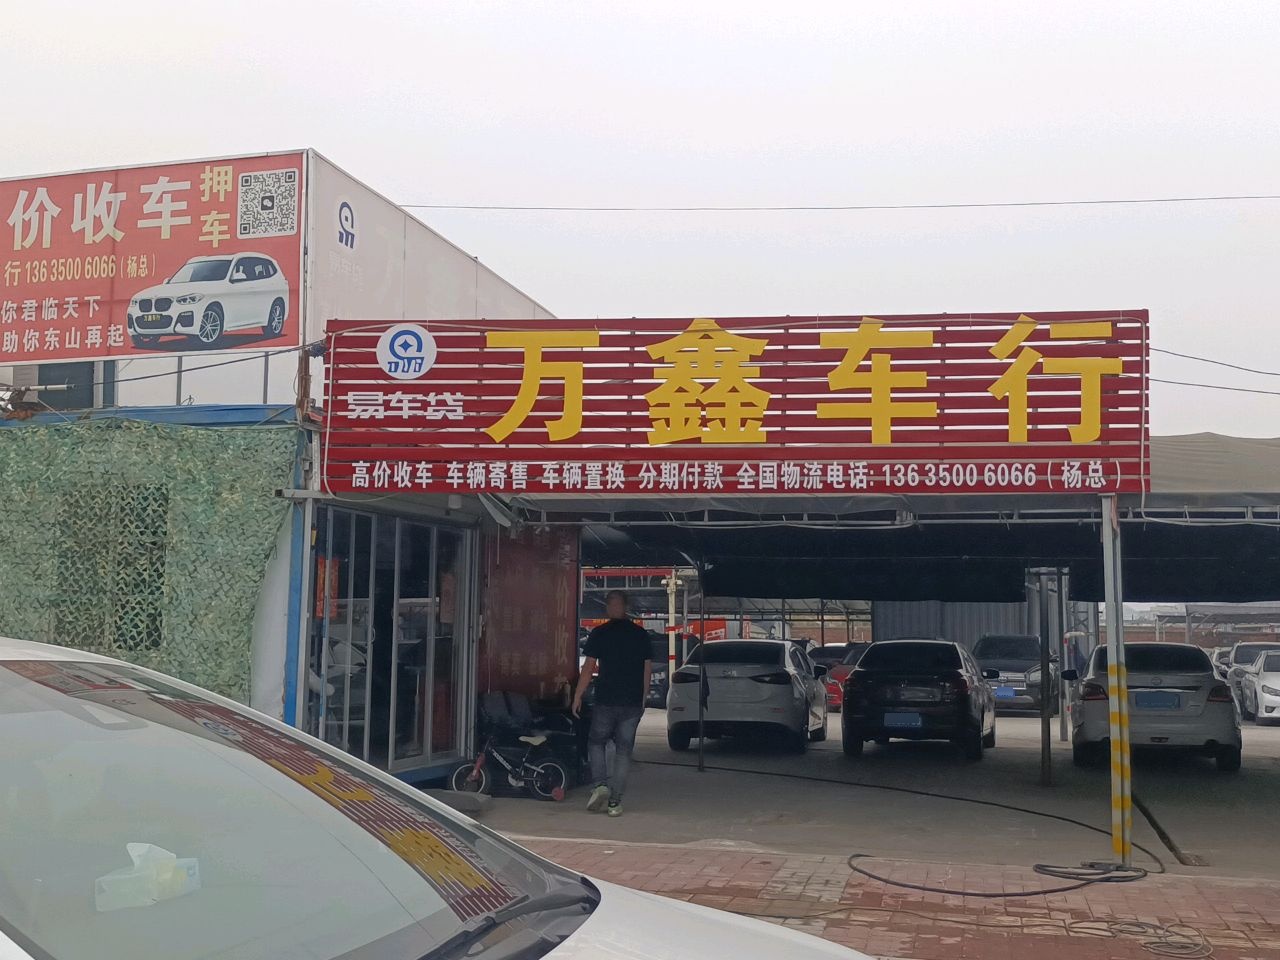 价收车
押车
行 136 3500 6066（杨总）
你君临天下
助你东山再起
易车贷
万鑫车行
高价收车 车辆寄售 车辆置换 分期付款 全国物流电话: 136 3500 6066（杨总）